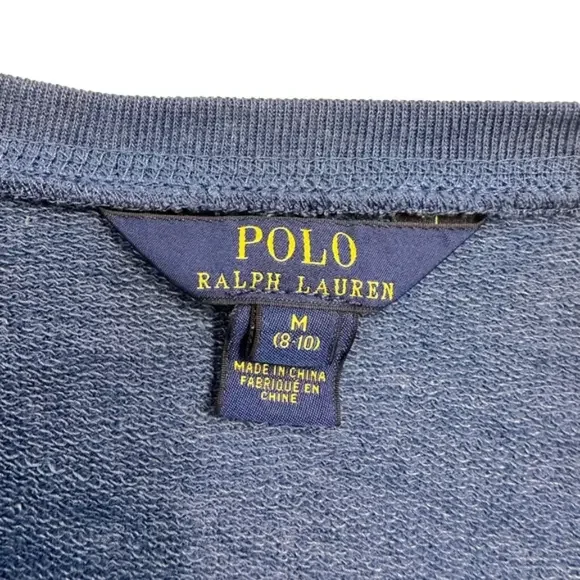 POLO
RALPH LAUREN
M
(8-10)
MADE IN CHINA
FABRIQUÉ EN
CHINE